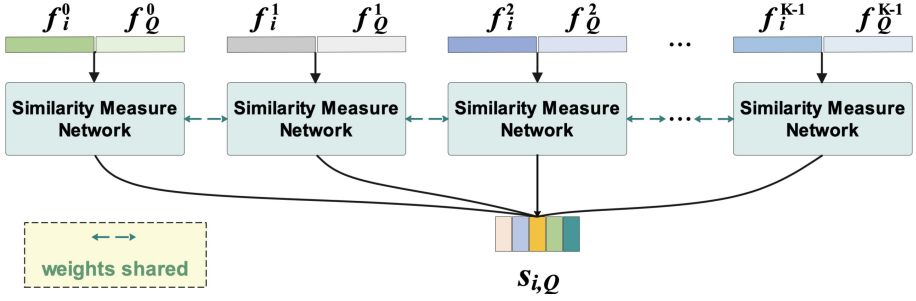 f_i^0 f_Q^0 f_i^1 f_Q^1 f_i^2 f_Q^2 ... f_i^{K-1} f_Q^{K-1}
Similarity Measure Network
Similarity Measure Network
Similarity Measure Network
...
Similarity Measure Network
weights shared
s_{i,Q}